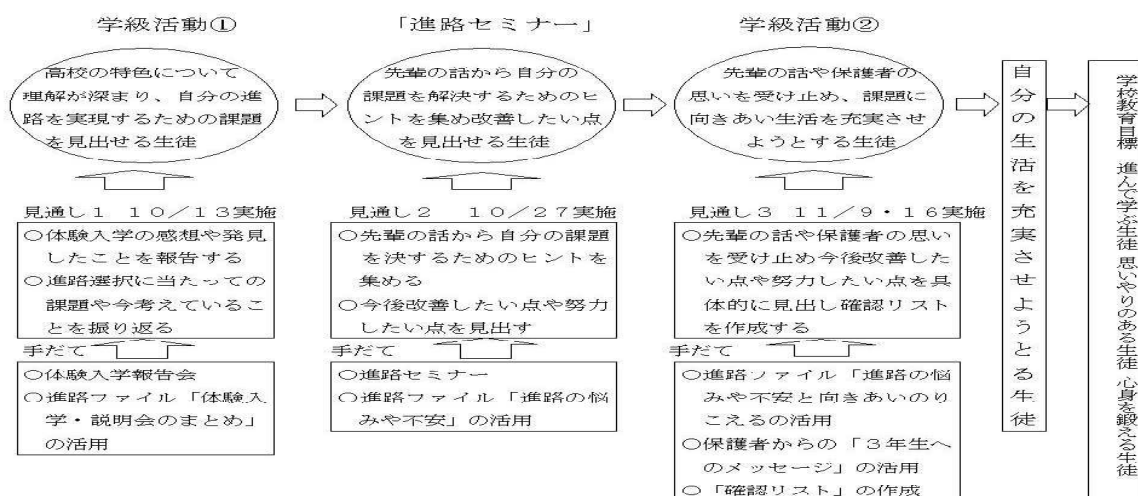 学級活動①
高校の特色について
理解が深まり、自分の進
路を実現するための課題
を見出せる生徒
見通し１　１０／１３実施
○体験入学の感想や発見
したことを報告する
○進路選択に当たっての
課題や今考えているこ
とを振り返る
手だて
○体験入学報告会
○進路ファイル「体験入
学・説明会のまとめ」
の活用
「進路セミナー」
先輩の話から自分の
課題を解決するためのヒ
ントを集め改善したい点
を見出せる生徒
見通し２　１０／２７実施
○先輩の話から自分の課題
を決するためのヒントを
集める
○今後改善したい点や努力
したい点を見出す
手だて
○進路セミナー
○進路ファイル「進路の悩
みや不安」の活用
学級活動②
先輩の話や保護者の
思いを受け止め、課題に
向きあい生活を充実させ
ようとする生徒
見通し３　１１／９・１６実施
○先輩の話や保護者の思い
を受け止め今後改善した
い点や努力したい点を具
体的に見出し確認リスト
を作成する
手だて
○進路ファイル「進路の悩
みや不安と向きあいのり
こえるの活用
○保護者からの「３年生へ
のメッセージ」の活用
○「確認リスト」の作成
自分の生活を充実させようとる生徒
学校教育目標　進んで学ぶ生徒　思いやりのある生徒　心身を鍛える生徒